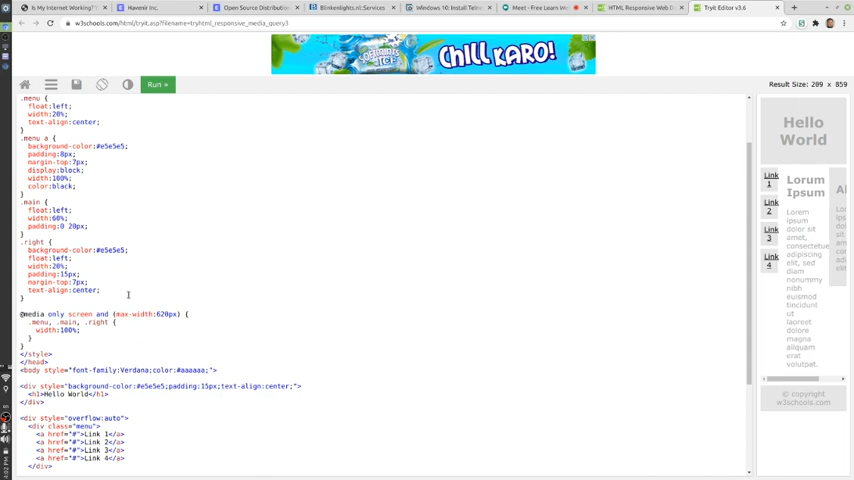 Is My Internet Working? W
Havenir Inc.
Open Source Distribution
Blinkenlights.nl::Services
Windows 10: Install Telne
Meet - Free Learn We
HTML Responsive Web D
Tryit Editor v3.6
w3schools.com/html/tryit.asp?filename=tryhtml_responsive_media_query3
CHILL KARO!
Run »
Result Size: 209 x 859
.menu {
float:left;
width:20%;
text-align:center;
}
.menu a {
background-color:#e5e5e5;
padding:8px;
margin-top:7px;
display:block;
width:100%;
color:black;
}
.main {
float:left;
width:60%;
padding:0 20px;
}
.right {
background-color:#e5e5e5;
float:left;
width:20%;
padding:15px;
margin-top:7px;
text-align:center;
}
@media only screen and (max-width:620px) {
.menu, .main, .right {
width:100%;
}
}
</style>
</head>
<body style="font-family:Verdana;color:#aaaaaa;">
<div style="background-color:#e5e5e5;padding:15px;text-align:center;">
<h1>Hello World</h1>
</div>
<div style="overflow:auto">
<div class="menu">
<a href="#">Link 1</a>
<a href="#">Link 2</a>
<a href="#">Link 3</a>
<a href="#">Link 4</a>
</div>
Hello
World
Link
1
Link
2
Link
3
Link
4
Lorum
Ipsum
Lorem
ipsum
dolor sit
amet,
consectetue
adipiscing
elit, sed
diam
nonummy
nibh
euismod
tincidunt
ut
laoreet
dolore
magna
aliquam
erat
volutpat.
© copyright
w3schools.com
4:02 PM